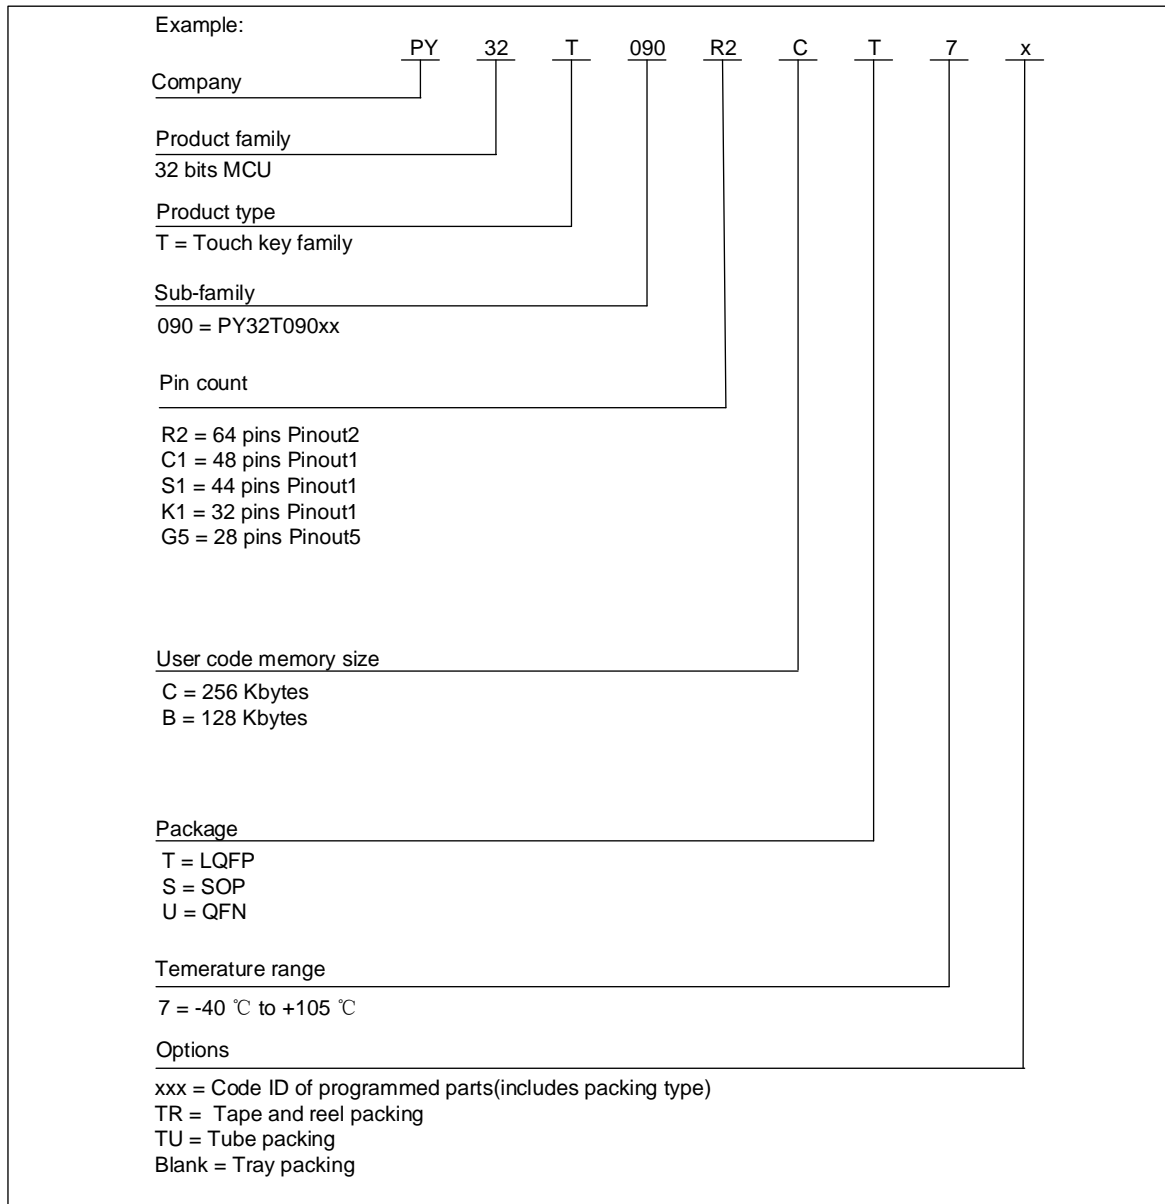 Example:
PY 32 T 090 R2 C T 7 x
Company
Product family
32 bits MCU
Product type
T = Touch key family
Sub-family
090 = PY32T090xx
Pin count
R2 = 64 pins Pinout2
C1 = 48 pins Pinout1
S1 = 44 pins Pinout1
K1 = 32 pins Pinout1
G5 = 28 pins Pinout5
User code memory size
C = 256 Kbytes
B = 128 Kbytes
Package
T = LQFP
S = SOP
U = QFN
Temerature range
7 = -40 ℃ to +105 ℃
Options
xxx = Code ID of programmed parts(includes packing type)
TR = Tape and reel packing
TU = Tube packing
Blank = Tray packing